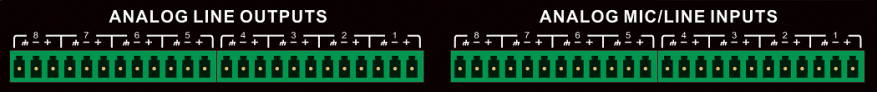 ANALOG LINE OUTPUTS
8 - + 7 - + 6 - + 5 - + 4 - + 3 - + 2 - + 1 - +
ANALOG MIC/LINE INPUTS
8 - + 7 - + 6 - + 5 - + 4 - + 3 - + 2 - + 1 - +